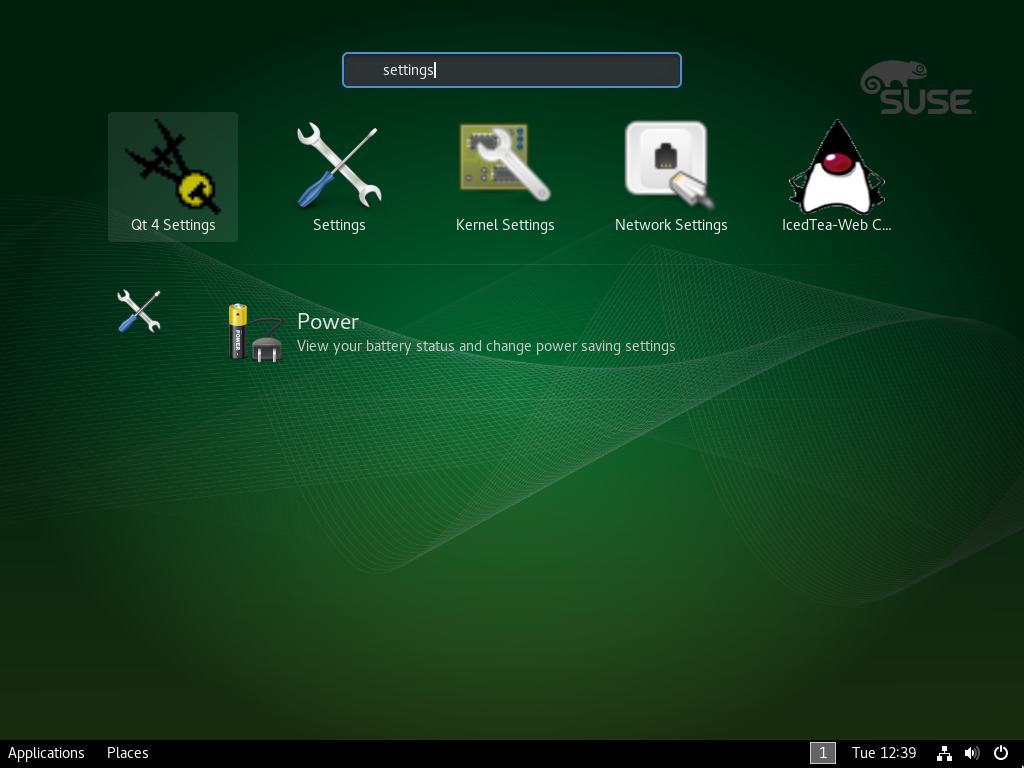 settings
SUSE
Qt 4 Settings
Settings
Kernel Settings
Network Settings
IcedTea-Web C...
POWER
Power
View your battery status and change power saving settings
Applications
Places
1
Tue 12:39